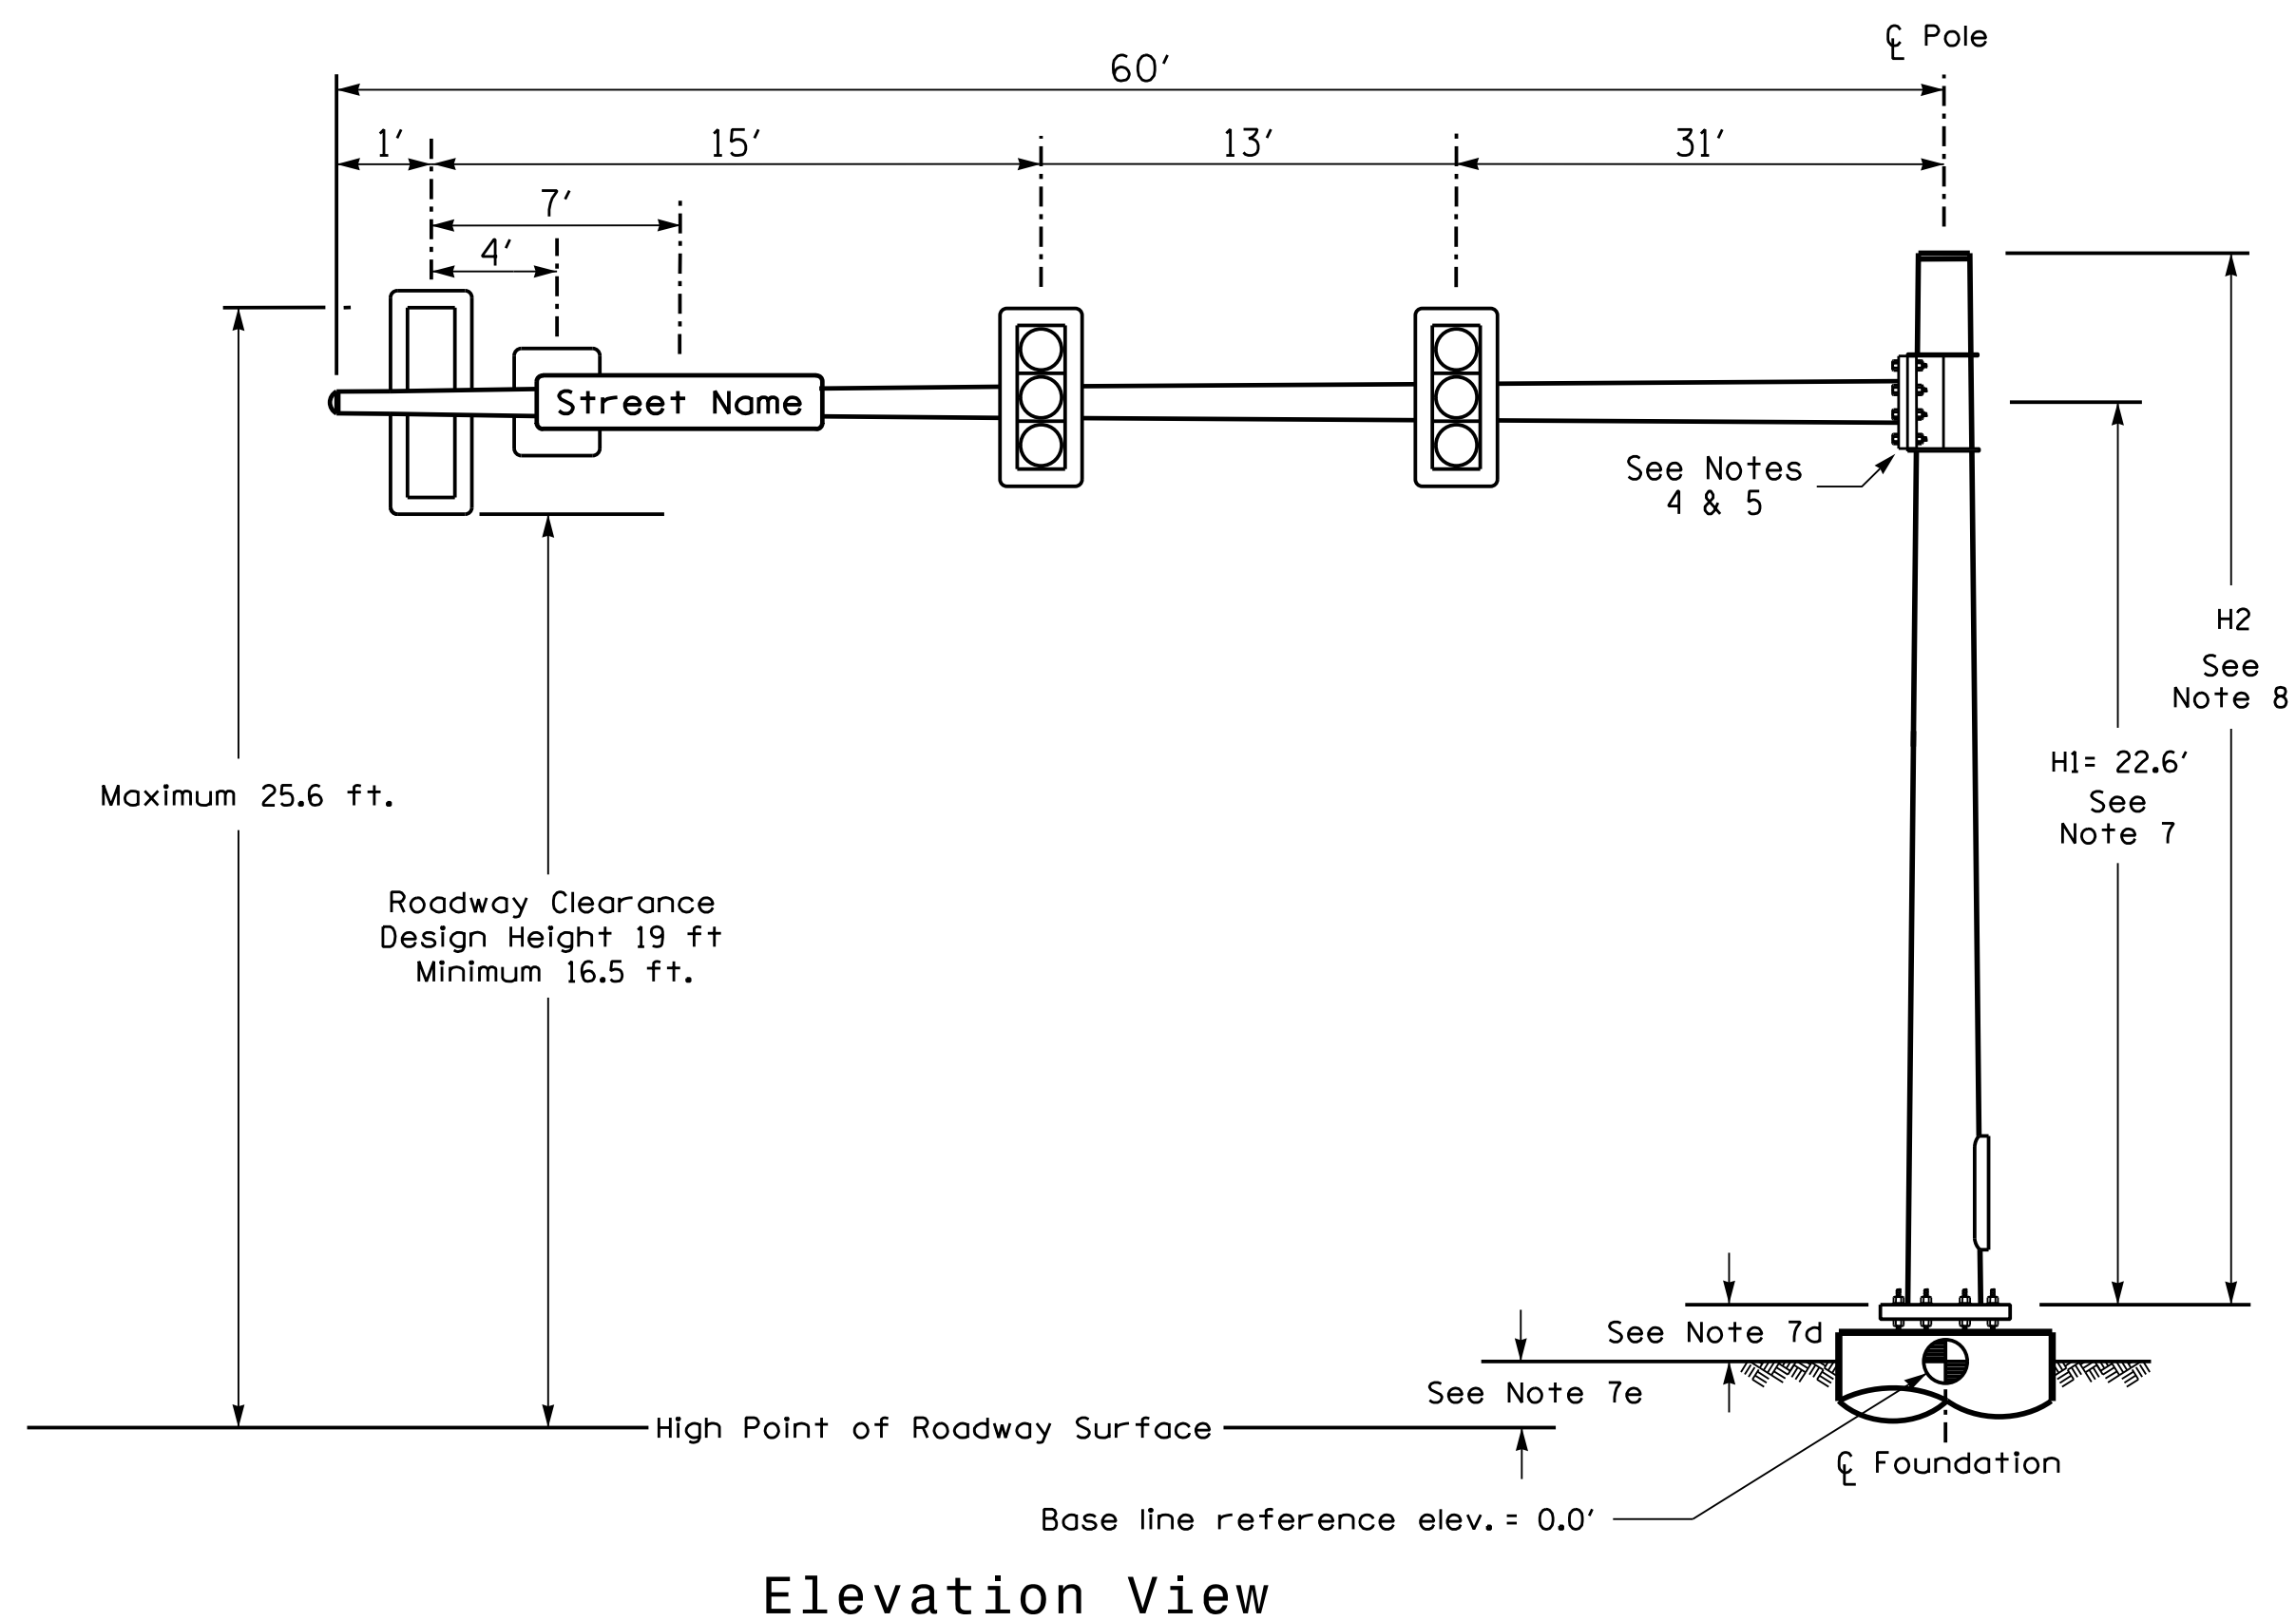 ℄ Pole
60'
1'
15'
13'
31'
7'
4'
Street Name
See Notes
4 & 5
H2
See
Note 8
H1= 22.6'
See
Note 7
Maximum 25.6 ft.
Roadway Clearance
Design Height 19 ft
Minimum 16.5 ft.
See Note 7d
See Note 7e
High Point of Roadway Surface
℄ Foundation
Base line reference elev. = 0.0'
Elevation View